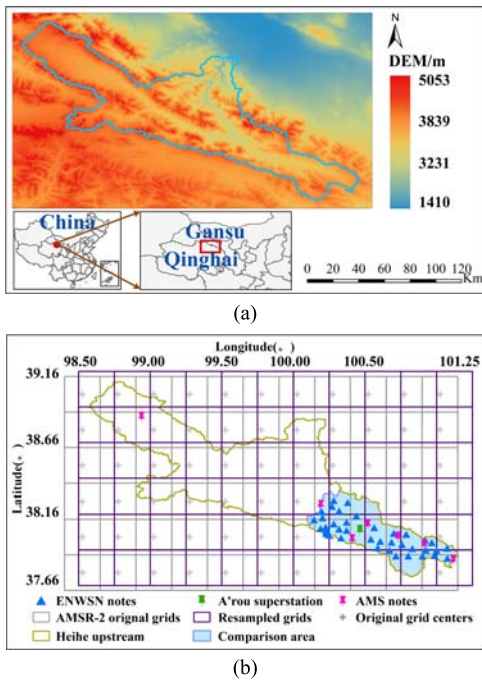 N
DEM/m
5053
3839
3231
1410
China
Gansu
Qinghai
0 20 40 60 80 100 120
Km
(a)
Longitude(。)
98.50 99.00 99.50 100.00 100.50 101.25
Latitude(。)
39.16
38.66
38.16
37.66
ENWSN notes A'rou superstation AMS notes
AMSR-2 orignal grids Resampled grids Original grid centers
Heihe upstream Comparison area
(b)